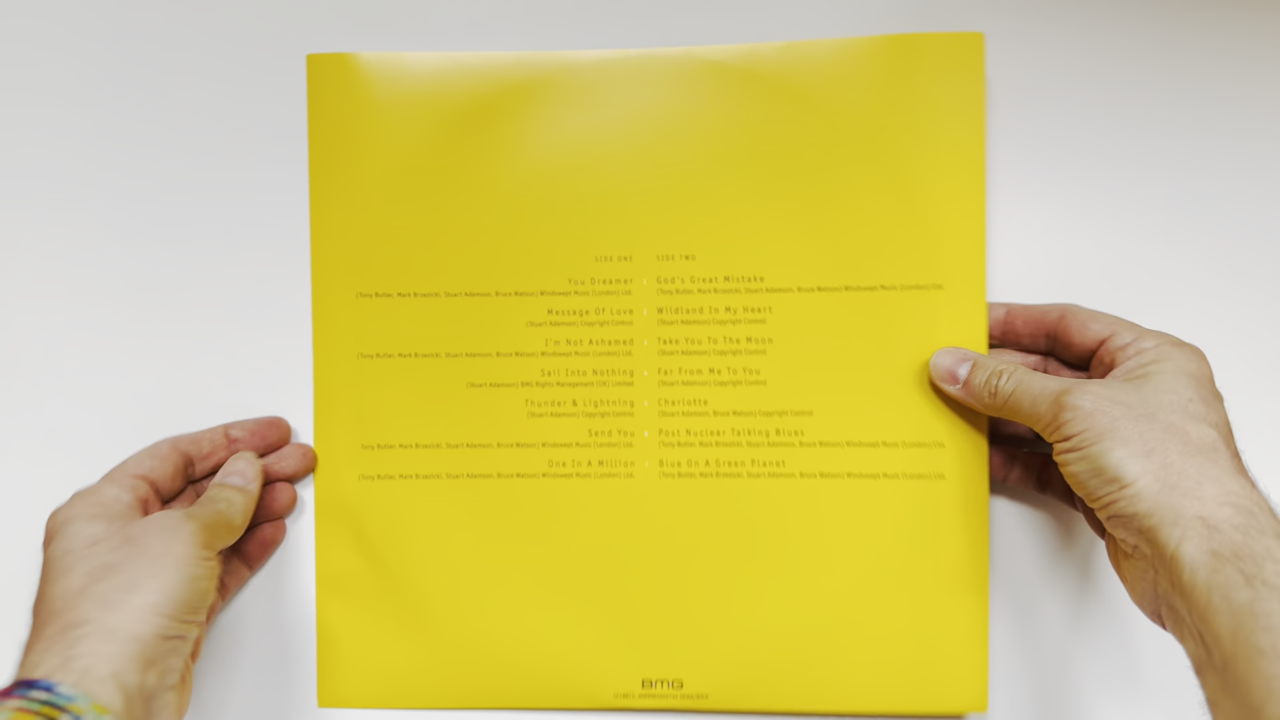 SIDE ONE
You Dreamer
(Tony Butler, Mark Brzezicki, Stuart Adamson, Bruce Watson) Windswept Music (London) Ltd.
Message Of Love
(Stuart Adamson) Copyright Control
I'm Not Ashamed
(Tony Butler, Mark Brzezicki, Stuart Adamson, Bruce Watson) Windswept Music (London) Ltd.
Sail Into Nothing
(Stuart Adamson) BMG Rights Management (UK) Limited
Thunder & Lightning
(Stuart Adamson) Copyright Control
Send You
(Tony Butler, Mark Brzezicki, Stuart Adamson, Bruce Watson) Windswept Music (London) Ltd.
One In A Million
(Tony Butler, Mark Brzezicki, Stuart Adamson, Bruce Watson) Windswept Music (London) Ltd.
SIDE TWO
God's Great Mistake
(Tony Butler, Mark Brzezicki, Stuart Adamson, Bruce Watson) Windswept Music (London) Ltd.
Wildland In My Heart
(Stuart Adamson) Copyright Control
Take You To The Moon
(Stuart Adamson) Copyright Control
Far From Me To You
(Stuart Adamson) Copyright Control
Charlotte
(Stuart Adamson, Bruce Watson) Copyright Control
Post Nuclear Talking Blues
(Tony Butler, Mark Brzezicki, Stuart Adamson, Bruce Watson) Windswept Music (London) Ltd.
Blue On A Green Planet
(Tony Butler, Mark Brzezicki, Stuart Adamson, Bruce Watson) Windswept Music (London) Ltd.
BMG